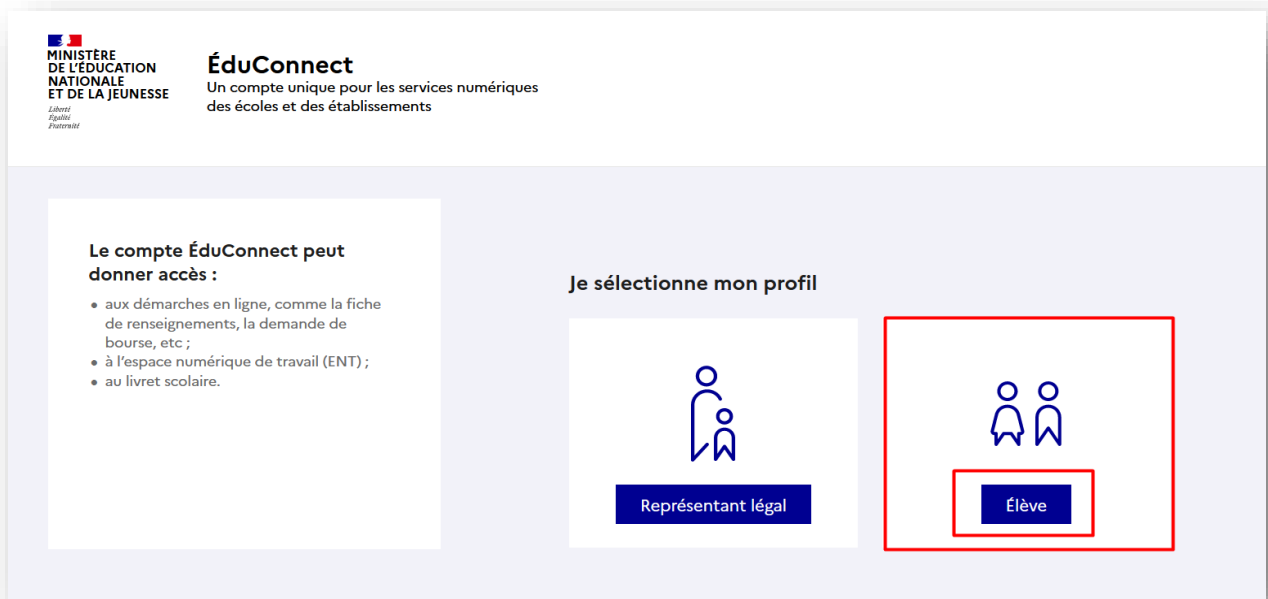 MINISTÈRE
DE L'ÉDUCATION
NATIONALE
ET DE LA JEUNESSE
Liberté
Égalité
Fraternité
ÉduConnect
Un compte unique pour les services numériques
des écoles et des établissements
Le compte ÉduConnect peut
donner accès :
• aux démarches en ligne, comme la fiche
de renseignements, la demande de
bourse, etc ;
• à l'espace numérique de travail (ENT) ;
• au livret scolaire.
Je sélectionne mon profil
Représentant légal
Élève